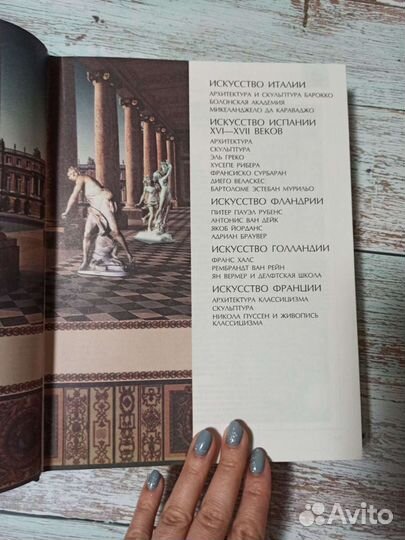 ИСКУССТВО ИТАЛИИ
АРХИТЕКТУРА И СКУЛЬПТУРА БАРОККО
БОЛОНСКАЯ АКАДЕМИЯ
МИКЕЛАНДЖЕЛО ДА КАРАВАДЖО
ИСКУССТВО ИСПАНИИ
XVI—XVII ВЕКОВ
АРХИТЕКТУРА
СКУЛЬПТУРА
ЭЛЬ ГРЕКО
ХУСЕПЕ РИБЕРА
ФРАНСИСКО СУРБАРАН
ДИЕГО ВЕЛАСКЕС
БАРТОЛОМЕ ЭСТЕБАН МУРИЛЬО
ИСКУССТВО ФЛАНДРИИ
ПИТЕР ПАУЭЛ РУБЕНС
АНТОНИС ВАН ДЕЙК
ЯКОБ ЙОРДАНС
АДРИАН БРАУВЕР
ИСКУССТВО ГОЛЛАНДИИ
ФРАНС ХАЛС
РЕМБРАНДТ ВАН РЕЙН
ЯН ВЕРМЕР И ДЕЛФТСКАЯ ШКОЛА
ИСКУССТВО ФРАНЦИИ
АРХИТЕКТУРА КЛАССИЦИЗМА
СКУЛЬПТУРА
НИКОЛА ПУССЕН И ЖИВОПИСЬ
КЛАССИЦИЗМА
Avito